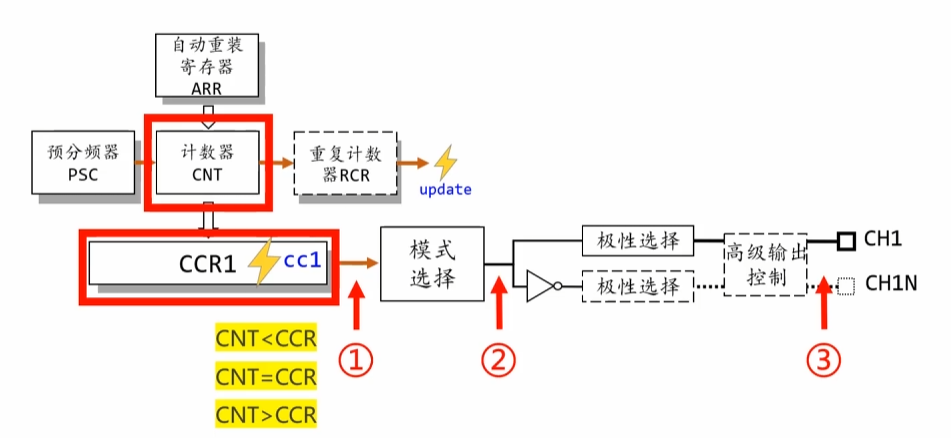 自动重装
寄存器
ARR
预分频器
PSC
计数器
CNT
重复计数
器RCR
update
CCR1
cc1
模式
选择
极性选择
极性选择
高级输出
控制
CH1
CH1N
①
②
③
CNT<CCR
CNT=CCR
CNT>CCR